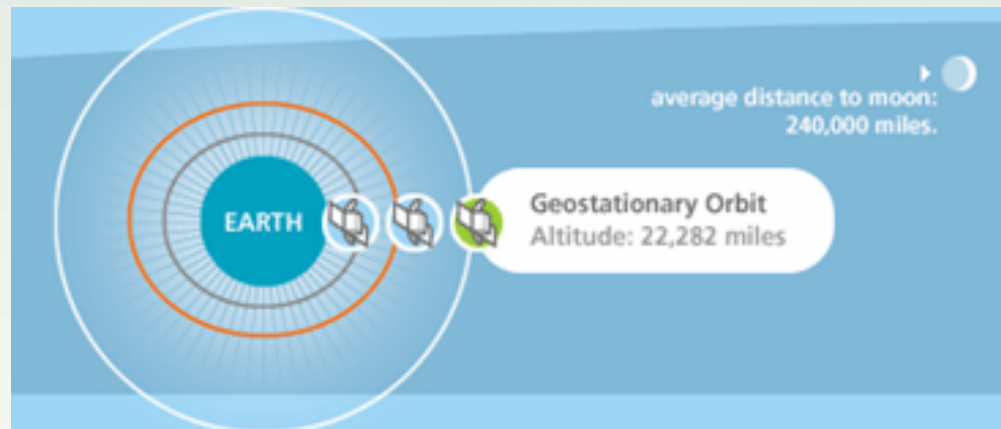 average distance to moon:
240,000 miles.
EARTH
Geostationary Orbit
Altitude: 22,282 miles